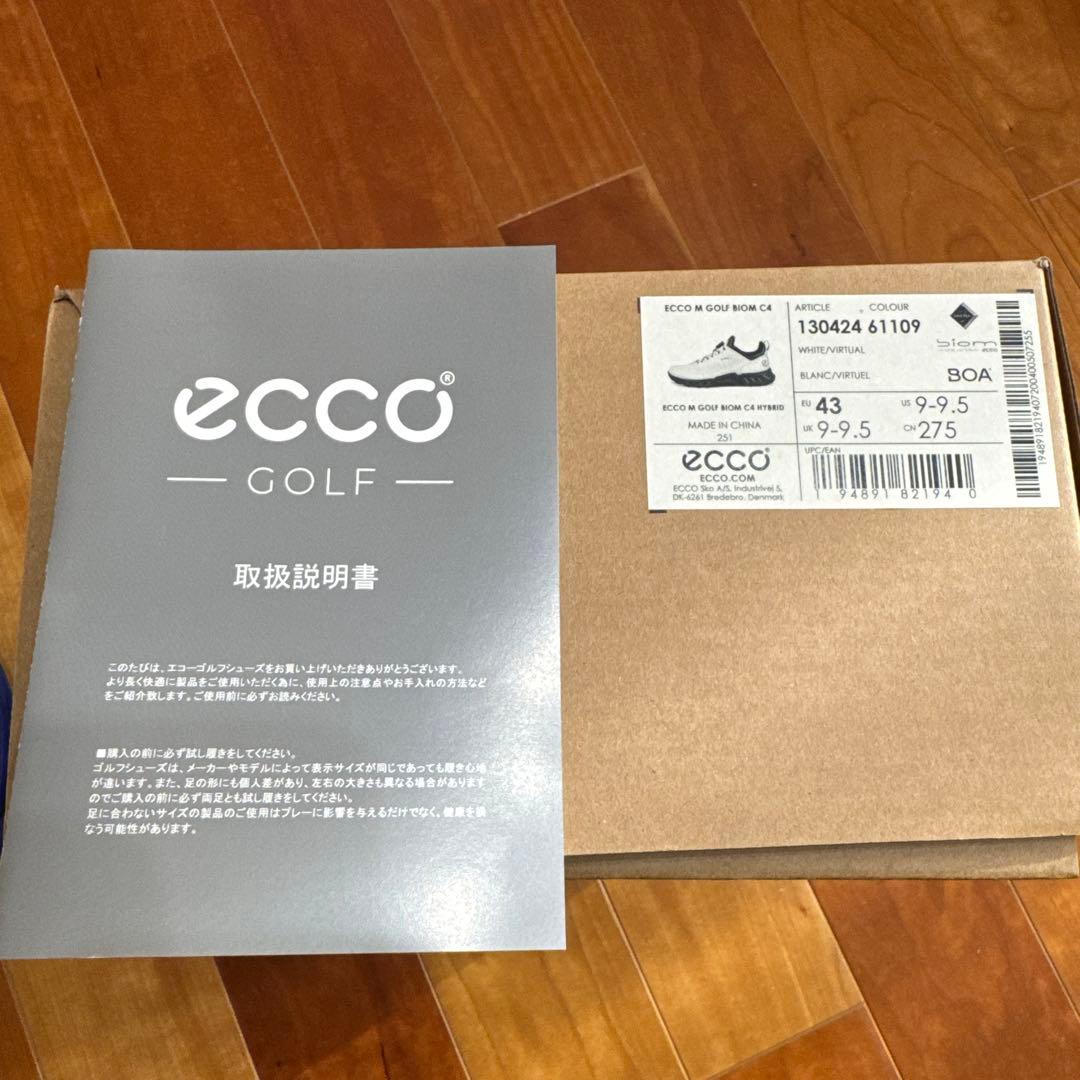 ecco®
GOLF
取扱説明書
このたびは、エコーゴルフシューズをお買い上げいただきありがとうございます。
より長く快適に製品をご使用いただく為に、使用上の注意点やお手入れの方法など
をご紹介致します。ご使用前に必ずお読みください。
■購入の前に必ず試し履きをしてください。
ゴルフシューズは、メーカーやモデルによって表示サイズが同じであっても履き心地
が違います。また、足の形にも個人差があり、左右の大きさも異なる場合があります
のでご購入の前に必ず両足とも試し履きをしてください。
足に合わないサイズの製品のご使用はプレーに影響を与えるだけでなく、健康を損
なう可能性があります。
ECCO M GOLF BIOM C4
ECCO M GOLF BIOM C4 HYBRID
MADE IN CHINA
251
ecco
ECCO.COM
ECCO Sko A/S, Industrivej 5,
DK-6261 Bredebro, Denmark
ARTICLE COLOUR
130424 61109
WHITE/VIRTUAL
BLANC/VIRTUEL
EU 43 US 9-9.5
UK 9-9.5 CN 275
UPC/EAN
1 94891 82194 0
biom
BOA
1948918219407200400507255